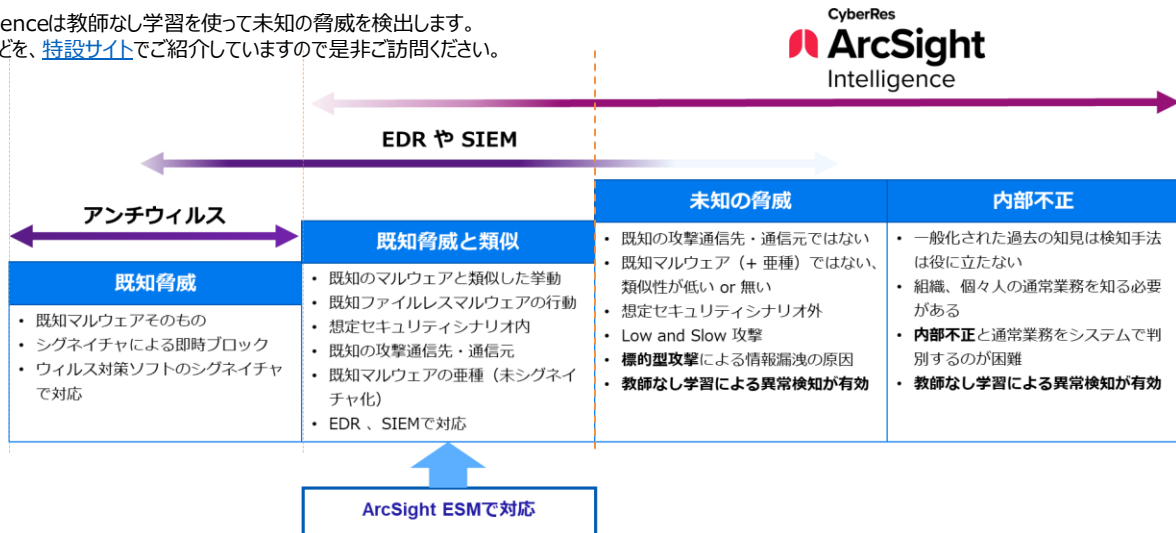 enceは教師なし学習を使って未知の脅威を検出します。
どを、特設サイトでご紹介していますので是非ご訪問ください。
CyberRes
ArcSight
Intelligence
EDR や SIEM
アンチウィルス
既知脅威
• 既知マルウェアそのもの
• シグネイチャによる即時ブロック
• ウィルス対策ソフトのシグネイチャ
で対応
既知脅威と類似
• 既知のマルウェアと類似した挙動
• 既知ファイルレスマルウェアの行動
• 想定セキュリティシナリオ内
• 既知の攻撃通信先・通信元
• 既知マルウェアの亜種（未シグネイ
チャ化）
• EDR 、SIEMで対応
未知の脅威
• 既知の攻撃通信先・通信元ではない
• 既知マルウェア（+ 亜種）ではない、
類似性が低い or 無い
• 想定セキュリティシナリオ外
• Low and Slow 攻撃
• 標的型攻撃による情報漏洩の原因
• 教師なし学習による異常検知が有効
内部不正
• 一般化された過去の知見は検知手法
は役に立たない
• 組織、個々人の通常業務を知る必要
がある
• 内部不正と通常業務をシステムで判
別するのが困難
• 教師なし学習による異常検知が有効
ArcSight ESMで対応